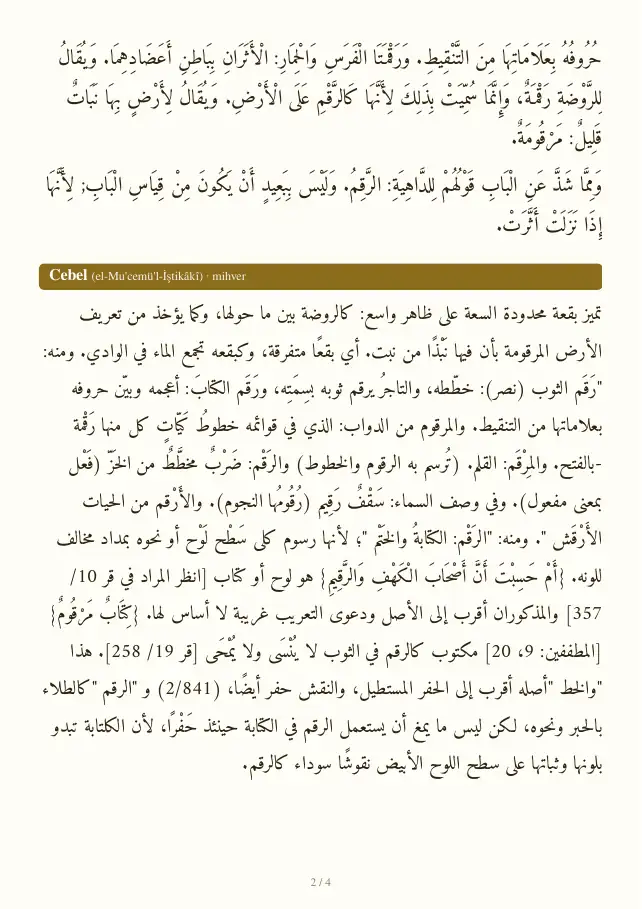 حُرُوفُهُ بِعَلَامَاتِهَا مِنَ التَّنْقِيطِ. وَرَقْمَتَا الْفَرَسِ وَالْحِمَارِ: الْأَثَرَانِ بِبَاطِنِ أَعْضَادِهِمَا. وَيُقَالُ
لِلرَّوْضَةِ رَقْمَةٌ، وَإِنَّمَا سُمِّيَتْ بِذَلِكَ لِأَنَّهَا كَالرَّقْمِ عَلَى الْأَرْضِ. وَيُقَالُ لِأَرْضٍ بِهَا نَبَاتٌ
قَلِيلٌ: مَرْقُومَةٌ.
وَمِمَّا شَذَّ عَنِ الْبَابِ قَوْلُهُمْ لِلدَّاهِيَةِ: الرَّقِمُ. وَلَيْسَ بِبَعِيدٍ أَنْ يَكُونَ مِنْ قِيَاسِ الْبَابِ; لِأَنَّهَا
إِذَا نَزَلَتْ أَثَّرَتْ.
Cebel (el-Mu'cemü'l-İştikâkî) · mihver
تميز بقعة محدودة السعة على ظاهر واسع: كالروضة بين ما حولها، وكما يؤخذ من تعريف
الأرض المرقومة بأن فيها نَبْذًا من نبت. أي بقعًا متفرقة، وكبقعه تجمع الماء في الوادي. ومنه:
"رَقَم الثوب (نصر): خطّطه، والتاجرُ يرقم ثوبه بسِمَتِه، ورَقَم الكتابَ: أعجمه وبيّن حروفه
بعلاماتها من التنقيط. والمرقوم من الدواب: الذي في قوائمه خطوطُ كَيّاتٍ كل منها رَقْمة
-بالفتح. والمِرْقَم: القلم. (تُرسم به الرقوم والخطوط) والرَقْم: ضَرْبٌ مخطَّطٌ من الخَزّ (فَعْل
بمعنى مفعول). وفي وصف السماء: سَقْفٌ رَقِيم (رُقُومُها النجوم). والأَرْقم من الحيات
الأَرْقَش ". ومنه: "الرَقْم: الكتابةُ والخَتْم "؛ لأنها رسوم كلى سَطْح لَوْح أو نحوه بمداد مخالف
للونه. {أَمْ حَسِبْتَ أَنَّ أَصْحَابَ الْكَهْفِ وَالرَّقِيمِ} هو لوح أو كتاب [انظر المراد في قر 10/
357] والمذكوران أقرب إلى الأصل ودعوى التعريب غريبة لا أساس لها. {كِتَابٌ مَرْقُومٌ}
[المطففين: 9، 20] مكتوب كالرقم في الثوب لا يُنْسَى ولا يُمْحَى [قر 19/ 258]. هذا
"والخط "أصله أقرب إلى الحفر المستطيل، والنقش حفر أيضًا، (2/841) و "الرقم "كالطلاء
بالحبر ونحوه، لكن ليس ما يمغ أن يستعمل الرقم في الكتابة حينئذ حَفْرًا، لأن الكلتابة تبدو
بلونها وثباتها على سطح اللوح الأبيض نقوشًا سوداء كالرقم.
2 / 4